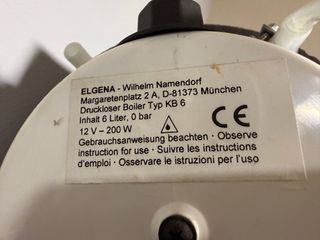 ELGENA - Wilhelm Namendorf
Margaretenplatz 2 A, D-81373 München
Druckloser Boiler Typ KB 6
Inhalt 6 Liter, 0 bar
12 V – 200 W
CE
Gebrauchsanweisung beachten · Observe
instruction for use · Suivre les instructions
d'emploi · Osservare le istruzioni per l'uso